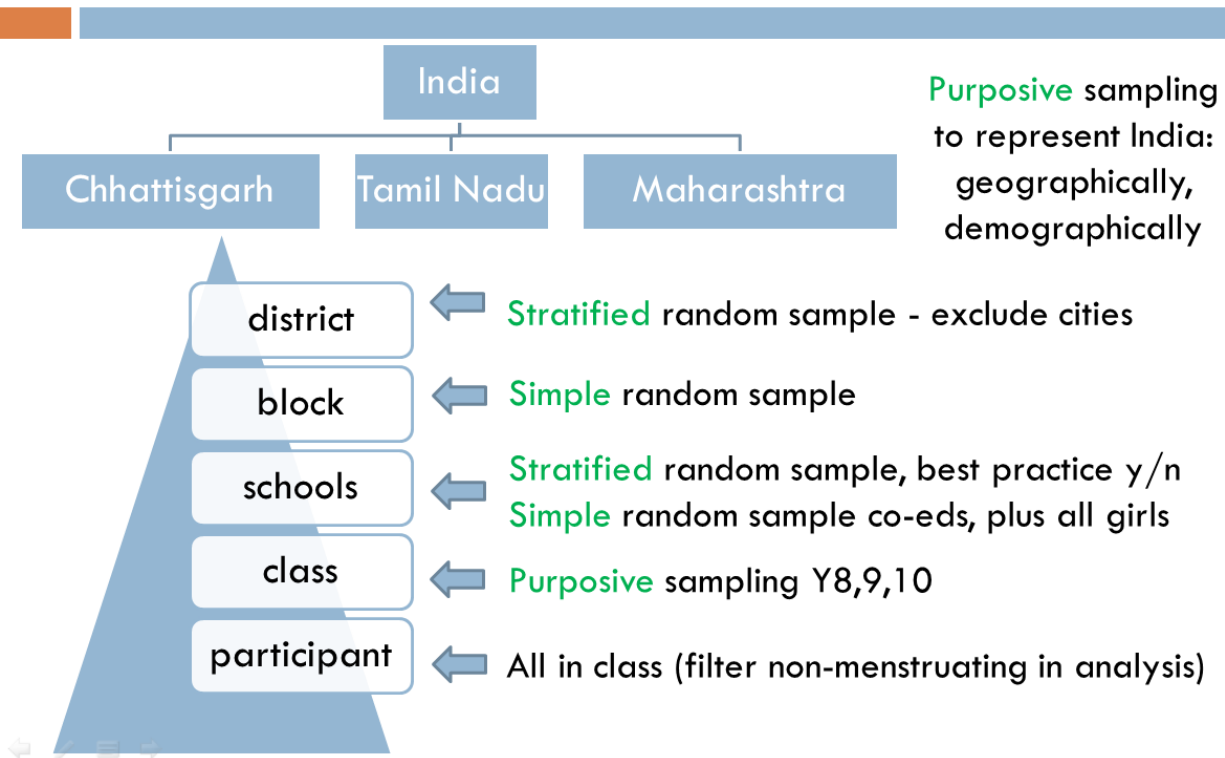 India
Chhattisgarh
Tamil Nadu
Maharashtra
Purposive sampling
to represent India:
geographically,
demographically
district
Stratified random sample - exclude cities
block
Simple random sample
schools
Stratified random sample, best practice y/n
Simple random sample co-eds, plus all girls
class
Purposive sampling Y8,9,10
participant
All in class (filter non-menstruating in analysis)